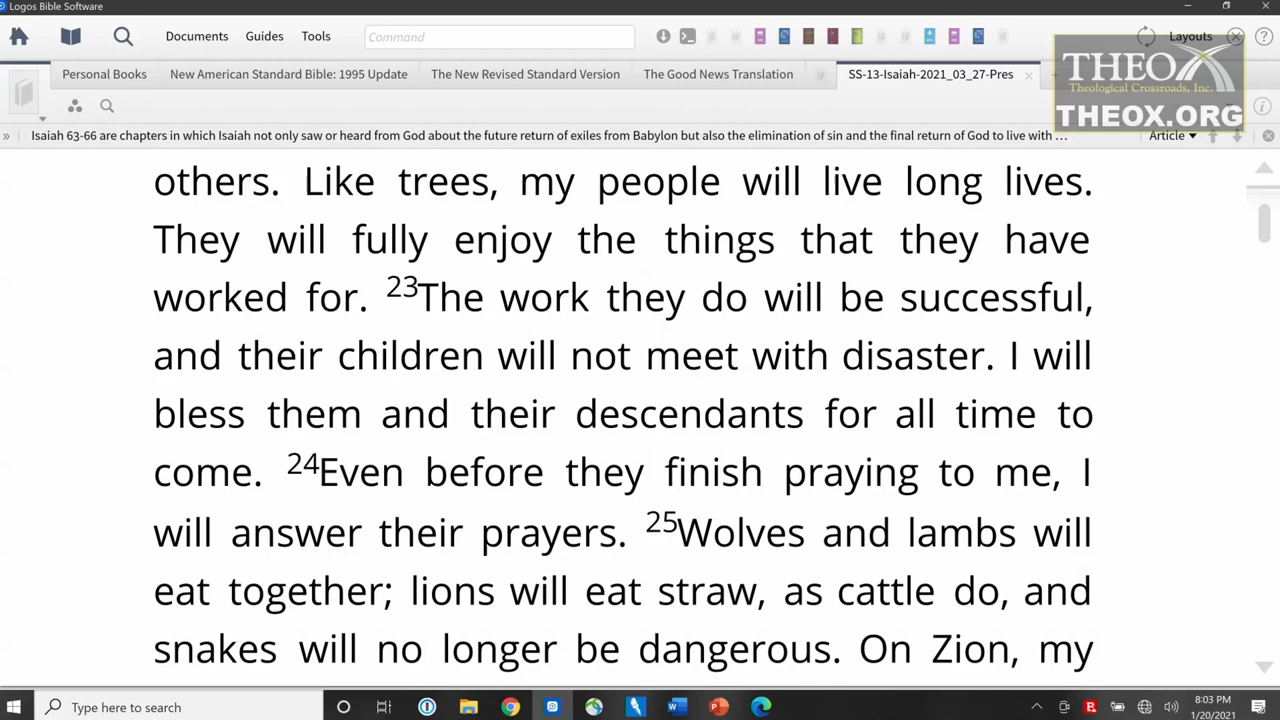 Logos Bible Software
Documents Guides Tools Command Layouts
Personal Books New American Standard Bible: 1995 Update The New Revised Standard Version The Good News Translation SS-13-Isaiah-2021_03_27-Pres
THEOX
Theological Crossroads, Inc.
THEOX.ORG
Isaiah 63-66 are chapters in which Isaiah not only saw or heard from God about the future return of exiles from Babylon but also the elimination of sin and the final return of God to live with ... Article
others. Like trees, my people will live long lives.
They will fully enjoy the things that they have
worked for. 23The work they do will be successful,
and their children will not meet with disaster. I will
bless them and their descendants for all time to
come. 24Even before they finish praying to me, I
will answer their prayers. 25Wolves and lambs will
eat together; lions will eat straw, as cattle do, and
snakes will no longer be dangerous. On Zion, my
Type here to search
8:03 PM
1/20/2021